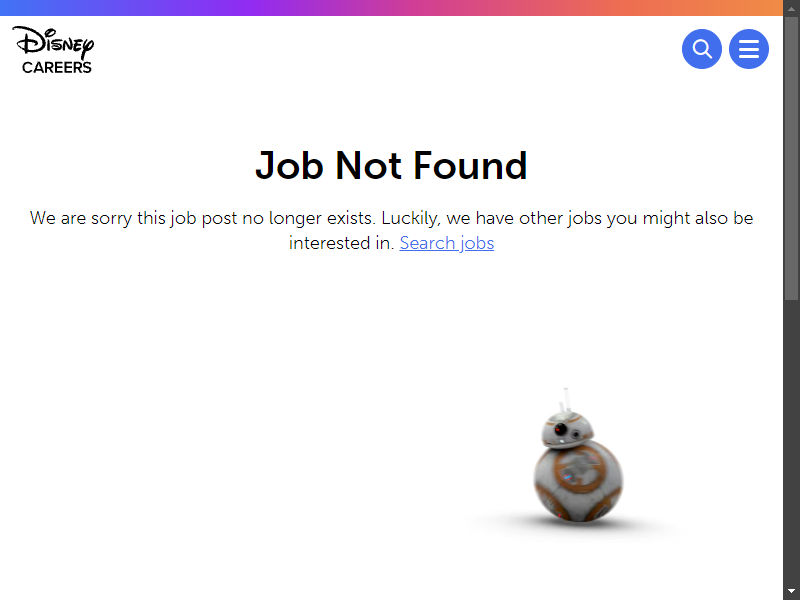 Disney
CAREERS
Job Not Found
We are sorry this job post no longer exists. Luckily, we have other jobs you might also be
interested in. Search jobs